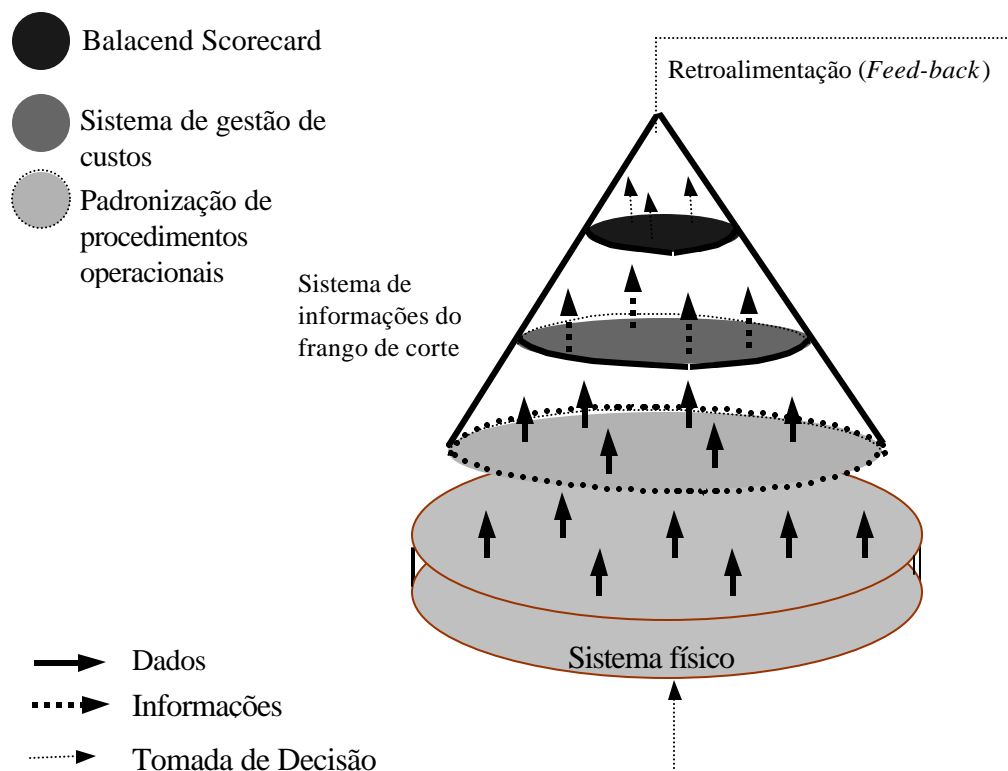 Balacend Scorecard
Retroalimentação (Feed-back)
Sistema de gestão de
custos
Padronização de
procedimentos
operacionais
Sistema de
informações do
frango de corte
Sistema físico
Dados
Informações
Tomada de Decisão